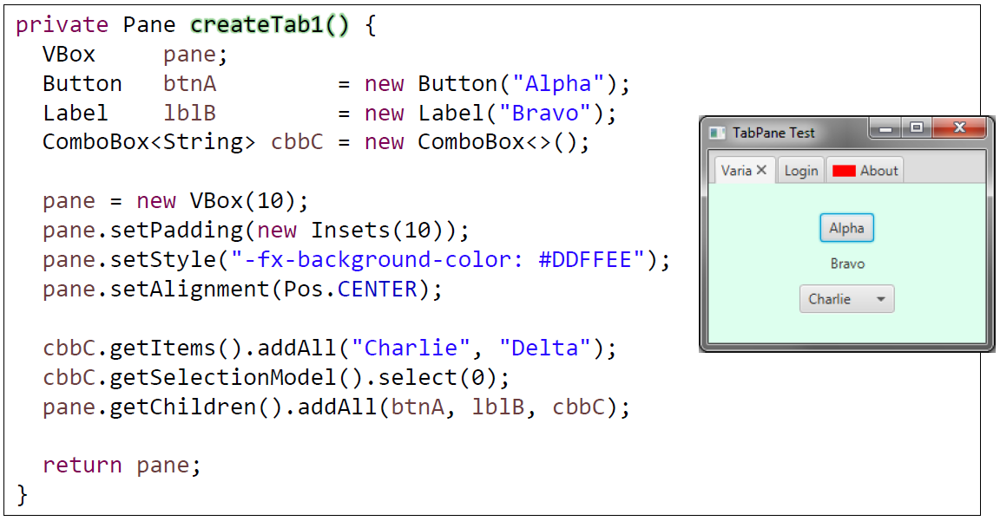 private Pane createTab1() {
  VBox     pane;
  Button   btnA         = new Button("Alpha");
  Label    lblB         = new Label("Bravo");
  ComboBox<String> cbbC = new ComboBox<>();
  pane = new VBox(10);
  pane.setPadding(new Insets(10));
  pane.setStyle("-fx-background-color: #DDFFEE");
  pane.setAlignment(Pos.CENTER);
  cbbC.getItems().addAll("Charlie", "Delta");
  cbbC.getSelectionModel().select(0);
  pane.getChildren().addAll(btnA, lblB, cbbC);
  return pane;
}
TabPane Test
Varia Login About
Alpha
Bravo
Charlie